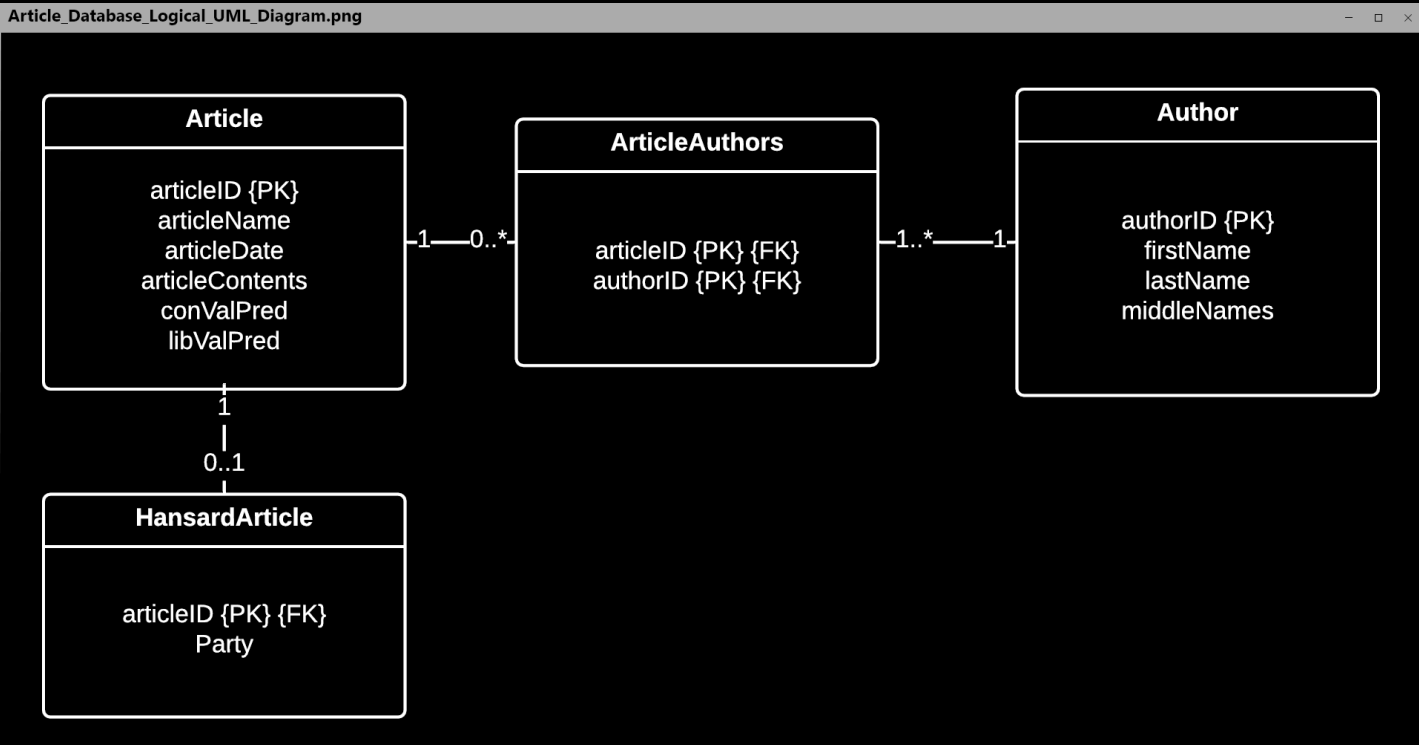 Article_Database_Logical_UML_Diagram.png
Article
articleID {PK}
articleName
articleDate
articleContents
conValPred
libValPred
1
0..*
ArticleAuthors
articleID {PK} {FK}
authorID {PK} {FK}
1..*
1
Author
authorID {PK}
firstName
lastName
middleNames
1
0..1
HansardArticle
articleID {PK} {FK}
Party